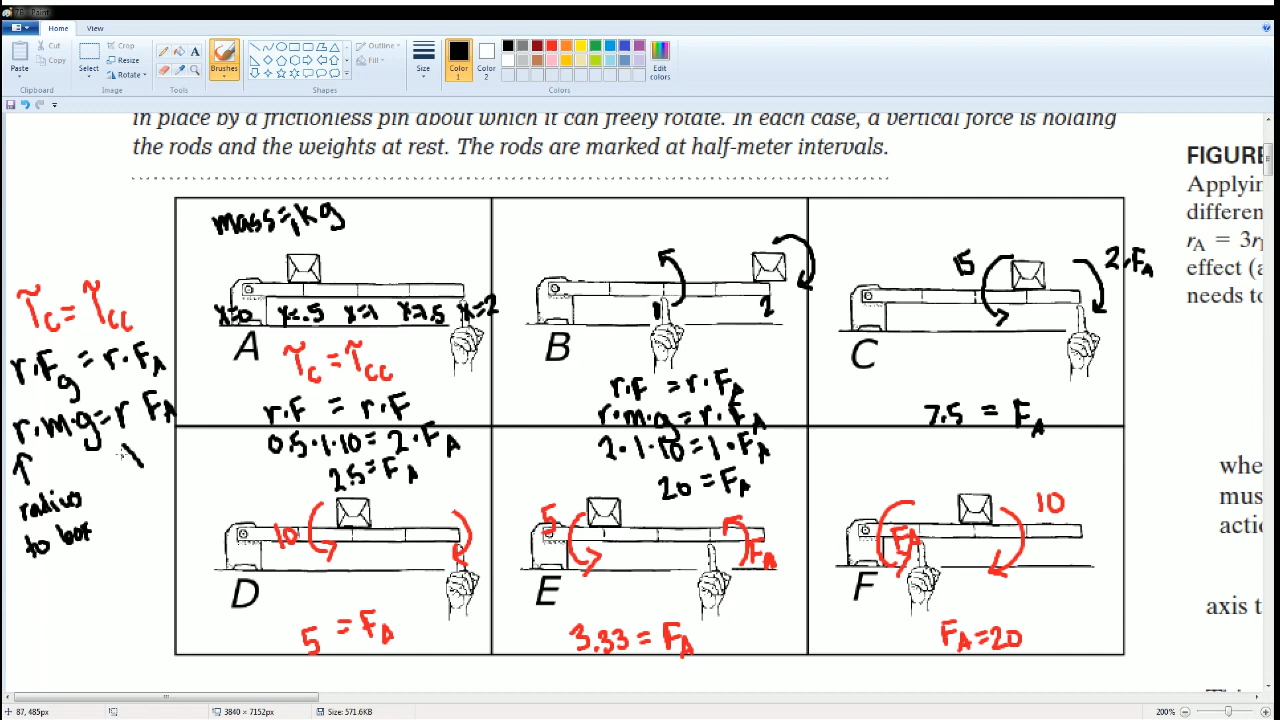 7B - Paint
Home View
Cut
Copy
Paste
Clipboard
Crop
Resize
Rotate
Select
Image
Tools
Brushes
Shapes
Outline
Fill
Size
Color 1
Color 2
Edit colors
Colors
in place by a frictionless pin about which it can freely rotate. In each case, a vertical force is holding
the rods and the weights at rest. The rods are marked at half-meter intervals.
FIGURE
Applyin
differen
effect (a
needs to
mass=1kg
x=0 x=.5 x=1 x=1.5 x=2
A
τc = τcc
r·F = r·F
0.5·1·10= 2·FA
2.5=FA
1 2
B
r·F = r·FA
r·m·g= r·FA
2·1·10=1·FA
20 =FA
15 2·FA
C
7.5 = FA
τc = τcc
r·Fg = r·FA
r·m·g= r FA
radius
to box
10
D
5 = FA
5 FA
E
3.33 = FA
FA 10
F
FA=20
whe
mus
actio
axis t
87, 485px 3840 × 7152px Size: 571.6KB 200%